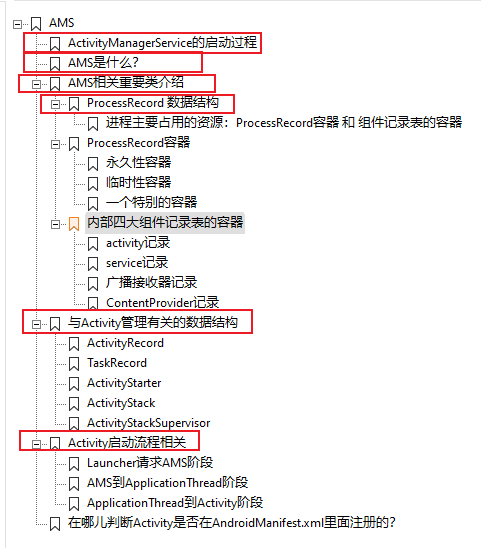 AMS
ActivityManagerService的启动过程
AMS是什么?
AMS相关重要类介绍
ProcessRecord 数据结构
进程主要占用的资源：ProcessRecord容器 和 组件记录表的容器
ProcessRecord容器
永久性容器
临时性容器
一个特别的容器
内部四大组件记录表的容器
activity记录
service记录
广播接收器记录
ContentProvider记录
与Activity管理有关的数据结构
ActivityRecord
TaskRecord
ActivityStarter
ActivityStack
ActivityStackSupervisor
Activity启动流程相关
Launcher请求AMS阶段
AMS到ApplicationThread阶段
ApplicationThread到Activity阶段
在哪儿判断Activity是否在AndroidManifest.xml里面注册的?